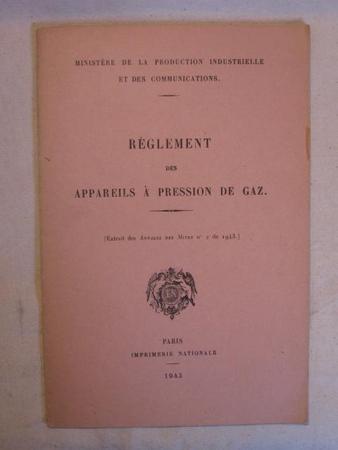 MINISTÈRE DE LA PRODUCTION INDUSTRIELLE
ET DES COMMUNICATIONS.
RÈGLEMENT
DES
APPAREILS À PRESSION DE GAZ.
[Extrait des ANNALES DES MINES n° 2 de 1943.]
PARIS
IMPRIMERIE NATIONALE
1943